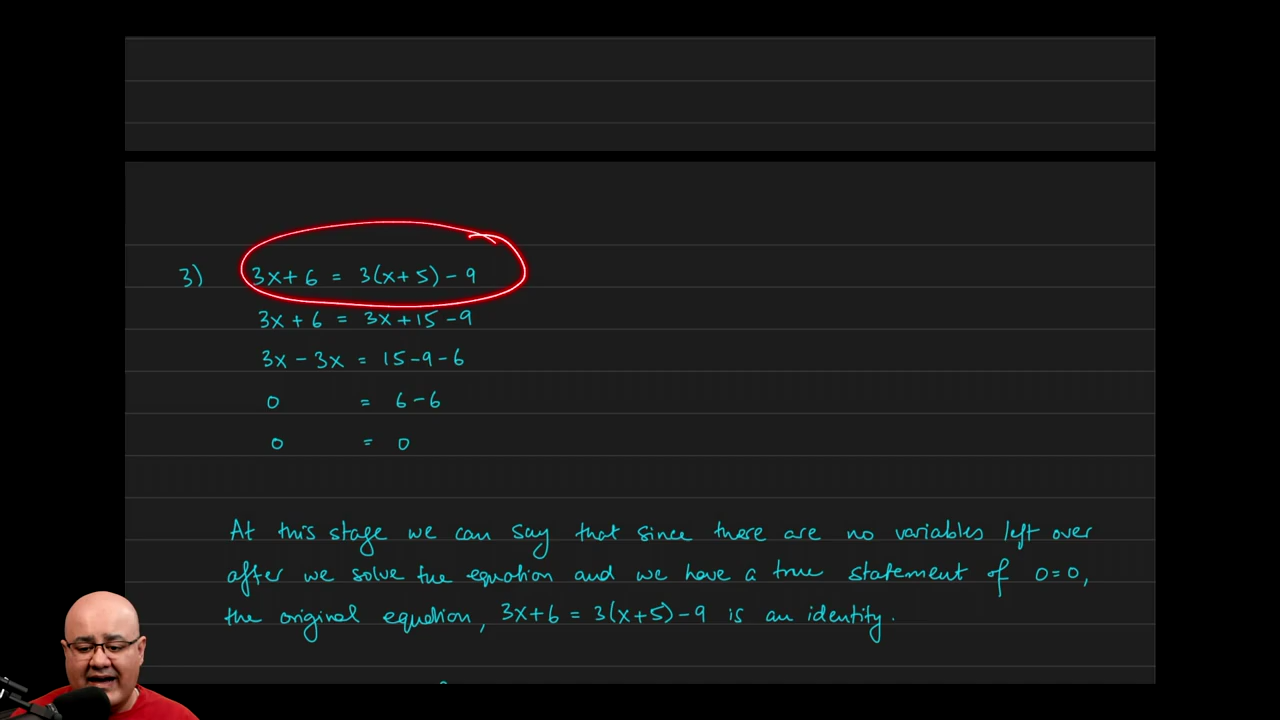 3) 3x+6 = 3(x+5)-9
3x+6 = 3x+15-9
3x-3x = 15-9-6
0 = 6-6
0 = 0
At this stage we can say that since there are no variables left over
after we solve the equation and we have a true statement of 0=0,
the original equation, 3x+6=3(x+5)-9 is an identity.